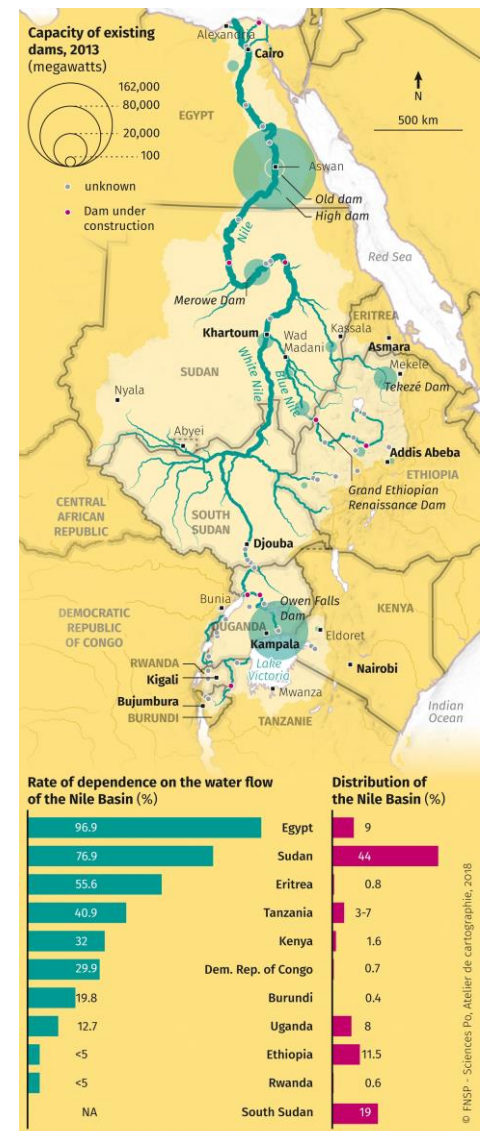 Capacity of existing
dams, 2013
(megawatts)
162,000
80,000
20,000
100
unknown
Dam under
construction
Alexandria
Cairo
EGYPT
N
500 km
Aswan
Old dam
High dam
Nile
Red Sea
Merowe Dam
ERITREA
Khartoum
Wad
Madani
Kassala
Asmara
Mekele
Tekezé Dam
SUDAN
White Nile
Blue Nile
Nyala
Abyei
Addis Abeba
ETHIOPIA
Grand Ethiopian
Renaissance Dam
CENTRAL
AFRICAN
REPUBLIC
SOUTH
SUDAN
Djouba
Bunia
Owen Falls
Dam
KENYA
DEMOCRATIC
REPUBLIC
OF CONGO
OUGANDA
Eldoret
Kampala
RWANDA
Kigali
Lake
Victoria
Nairobi
Mwanza
Bujumbura
BURUNDI
TANZANIE
Indian
Ocean
Rate of dependence on the water flow
of the Nile Basin (%)
Distribution of
the Nile Basin (%)
96.9 Egypt 9
76.9 Sudan 44
55.6 Eritrea 0.8
40.9 Tanzania 3-7
32 Kenya 1.6
29.9 Dem. Rep. of Congo 0.7
19.8 Burundi 0.4
12.7 Uganda 8
<5 Ethiopia 11.5
<5 Rwanda 0.6
NA South Sudan 19
© FNSP - Sciences Po, Atelier de cartographie, 2018